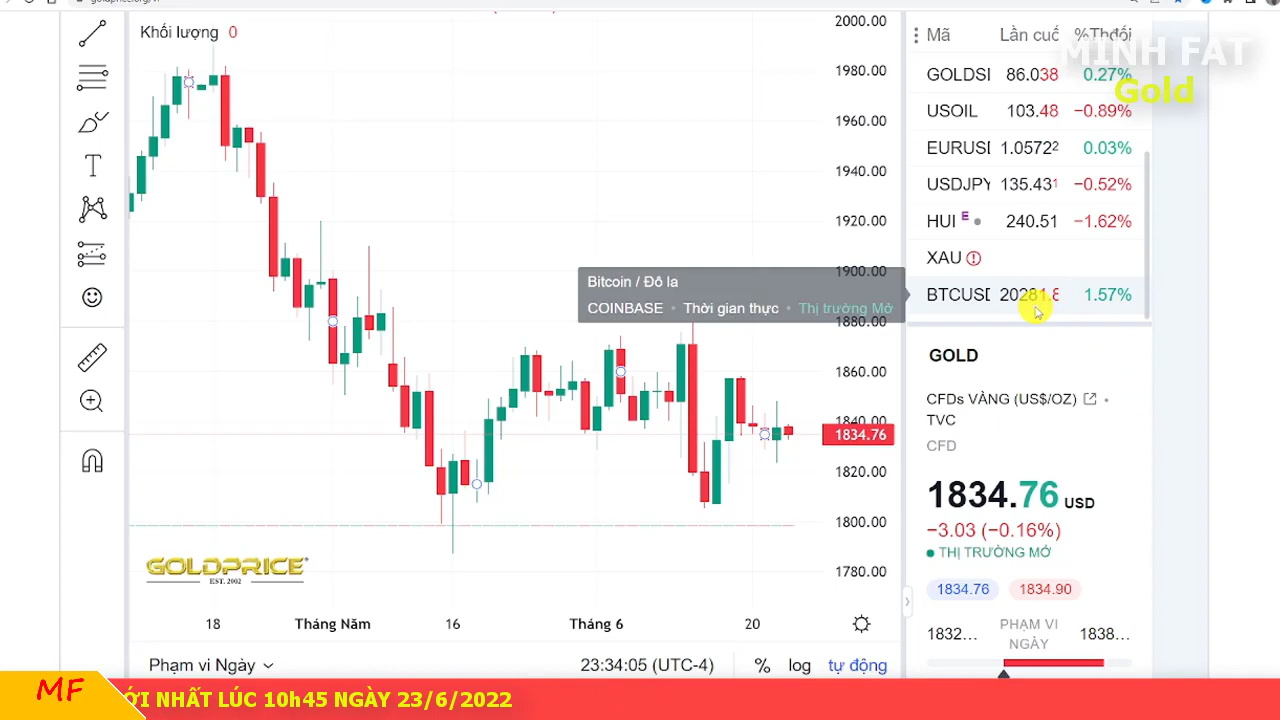 Khối lượng 0
2000.00
1980.00
1960.00
1940.00
1920.00
1900.00
1880.00
1860.00
1840.00
1834.76
1820.00
1800.00
1780.00
Bitcoin / Đô la
COINBASE • Thời gian thực • Thị trường Mở
GOLDPRICE
EST. 2002
18 Tháng Năm 16 Tháng 6 20
Phạm vi Ngày 23:34:05 (UTC-4) % log tự động
Mã Lần cuố %Thđổi
MINH FAT
Gold
GOLDSI 86.038 0.27%
USOIL 103.48 −0.89%
EURUSI 1.05722 0.03%
USDJPY 135.431 −0.52%
HUI E 240.51 −1.62%
XAU
BTCUSD 20281.8 1.57%
GOLD
CFDs VÀNG (US$/OZ) •
TVC
CFD
1834.76 USD
−3.03 (−0.16%)
THỊ TRƯỜNG MỞ
1834.76 1834.90
1832... PHẠM VI NGÀY 1838...
MF
ỚI NHẤT LÚC 10h45 NGÀY 23/6/2022